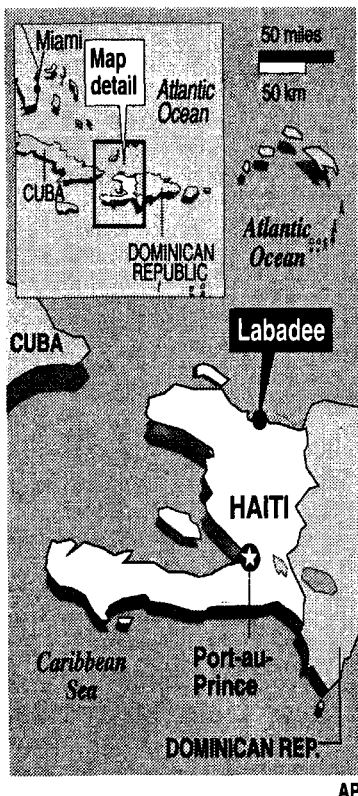 Miami
Map
detail
Atlantic
Ocean
CUBA
DOMINICAN
REPUBLIC
50 miles
50 km
Atlantic
Ocean
Labadee
CUBA
HAITI
Port-au-
Prince
Caribbean
Sea
DOMINICAN REP.
AP